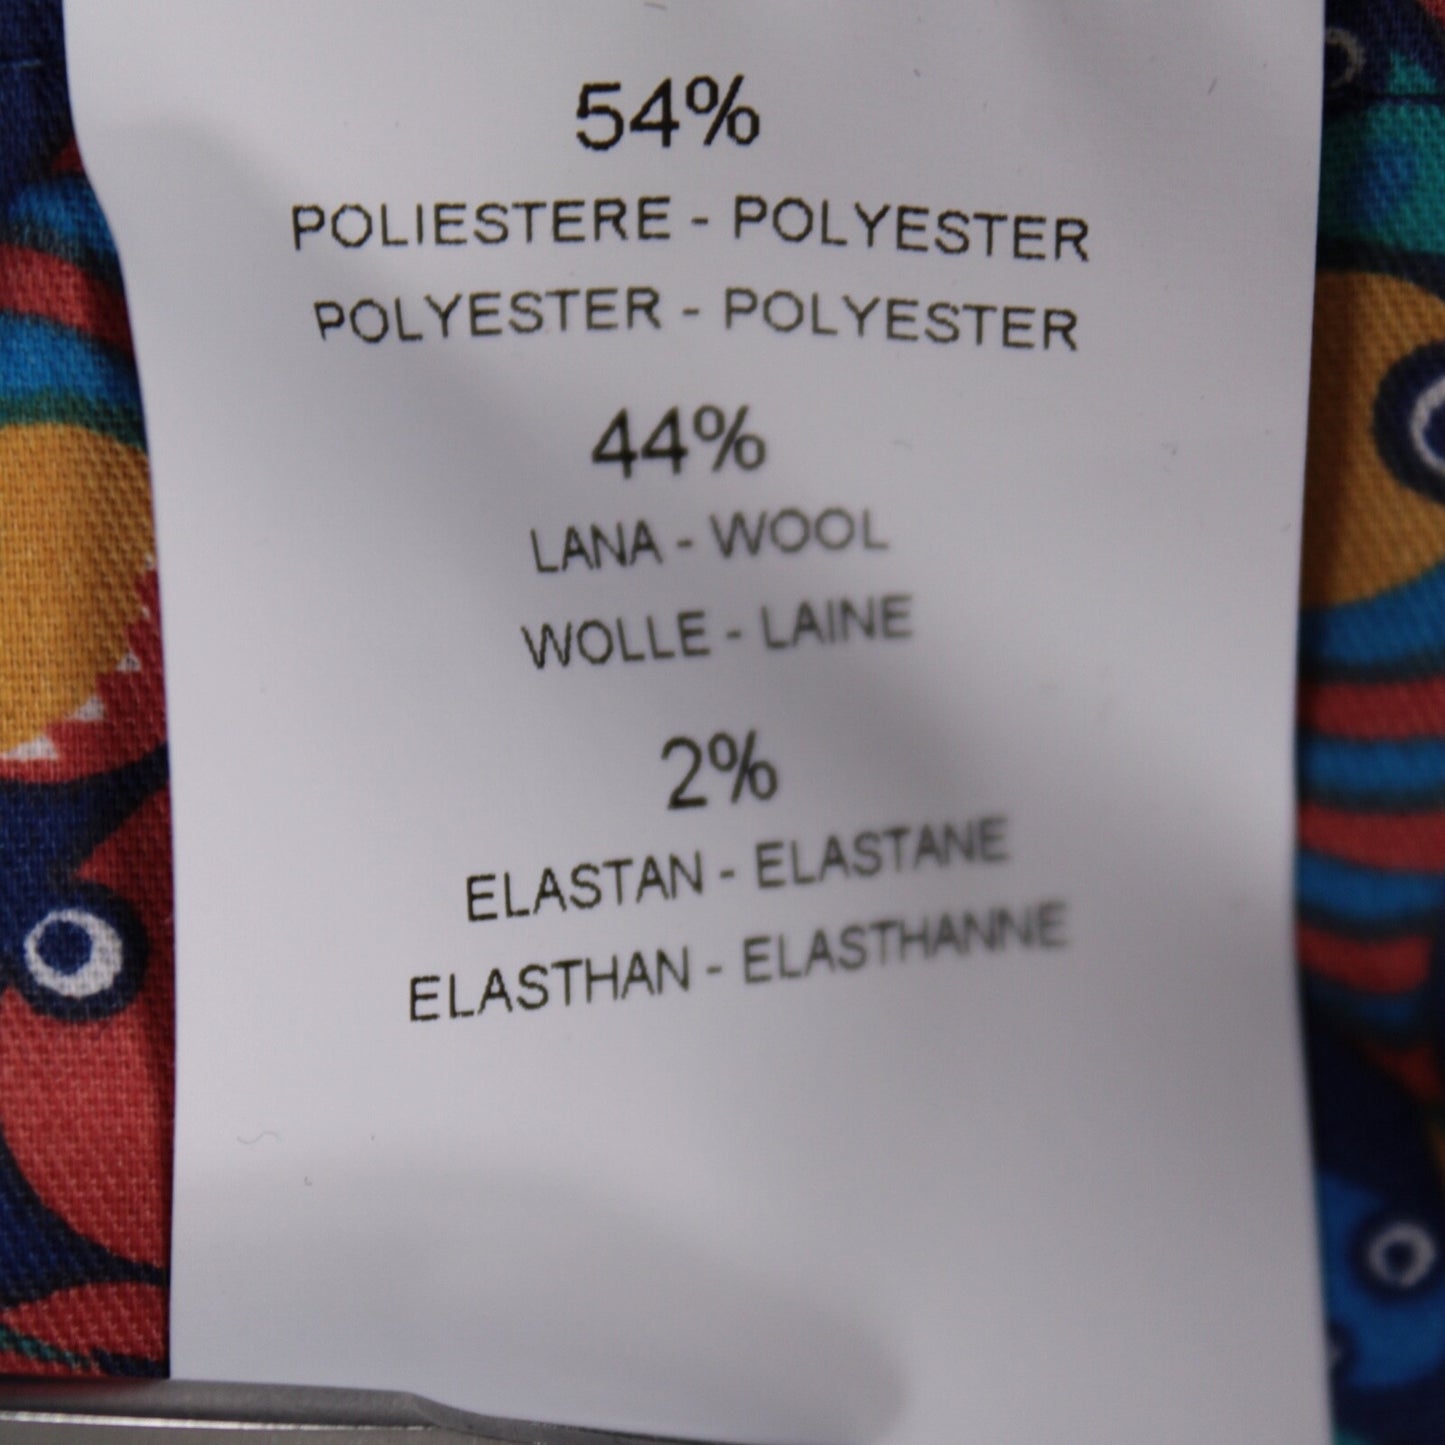 54%
POLIESTERE - POLYESTER
POLYESTER - POLYESTER
44%
LANA - WOOL
WOLLE - LAINE
2%
ELASTAN - ELASTANE
ELASTHAN - ELASTHANNE